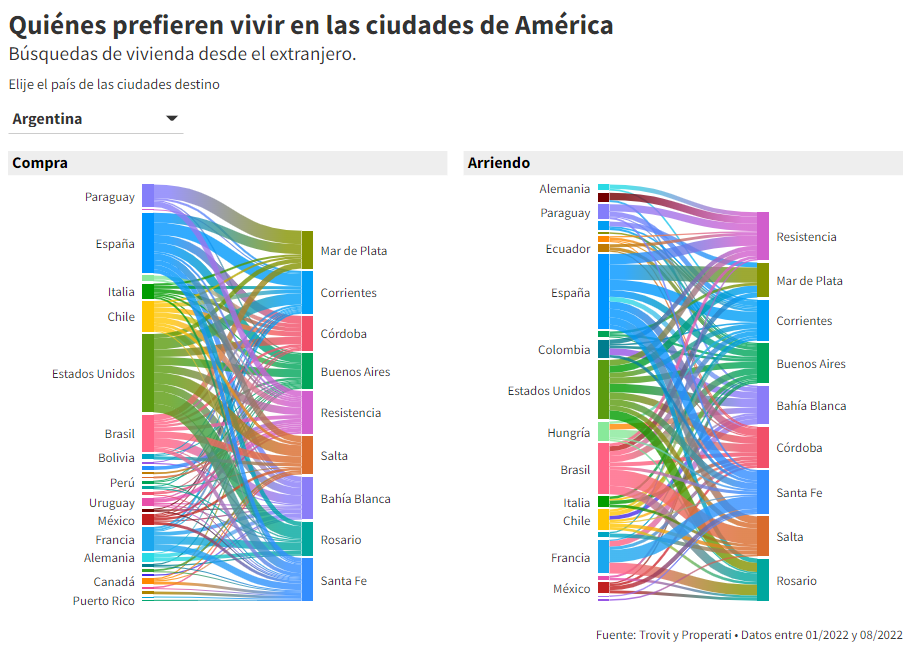 Quiénes prefieren vivir en las ciudades de América
Búsquedas de vivienda desde el extranjero.
Elije el país de las ciudades destino
Argentina
Compra
Paraguay
España
Italia
Chile
Estados Unidos
Brasil
Bolivia
Perú
Uruguay
México
Francia
Alemania
Canadá
Puerto Rico
Mar de Plata
Corrientes
Córdoba
Buenos Aires
Resistencia
Salta
Bahía Blanca
Rosario
Santa Fe
Arriendo
Alemania
Paraguay
Ecuador
España
Colombia
Estados Unidos
Hungría
Brasil
Italia
Chile
Francia
México
Resistencia
Mar de Plata
Corrientes
Buenos Aires
Bahía Blanca
Córdoba
Santa Fe
Salta
Rosario
Fuente: Trovit y Properati • Datos entre 01/2022 y 08/2022